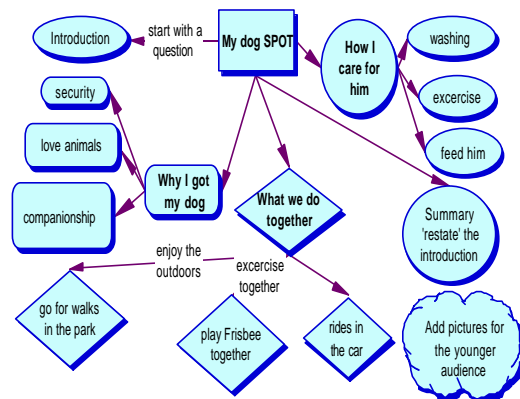 Introduction
start with a
question
My dog SPOT
How I
care for
him
washing
excercise
feed him
security
love animals
companionship
Why I got
my dog
What we do
together
Summary
'restate' the
introduction
enjoy the
outdoors
excercise
together
go for walks
in the park
play Frisbee
together
rides in
the car
Add pictures for
the younger
audience